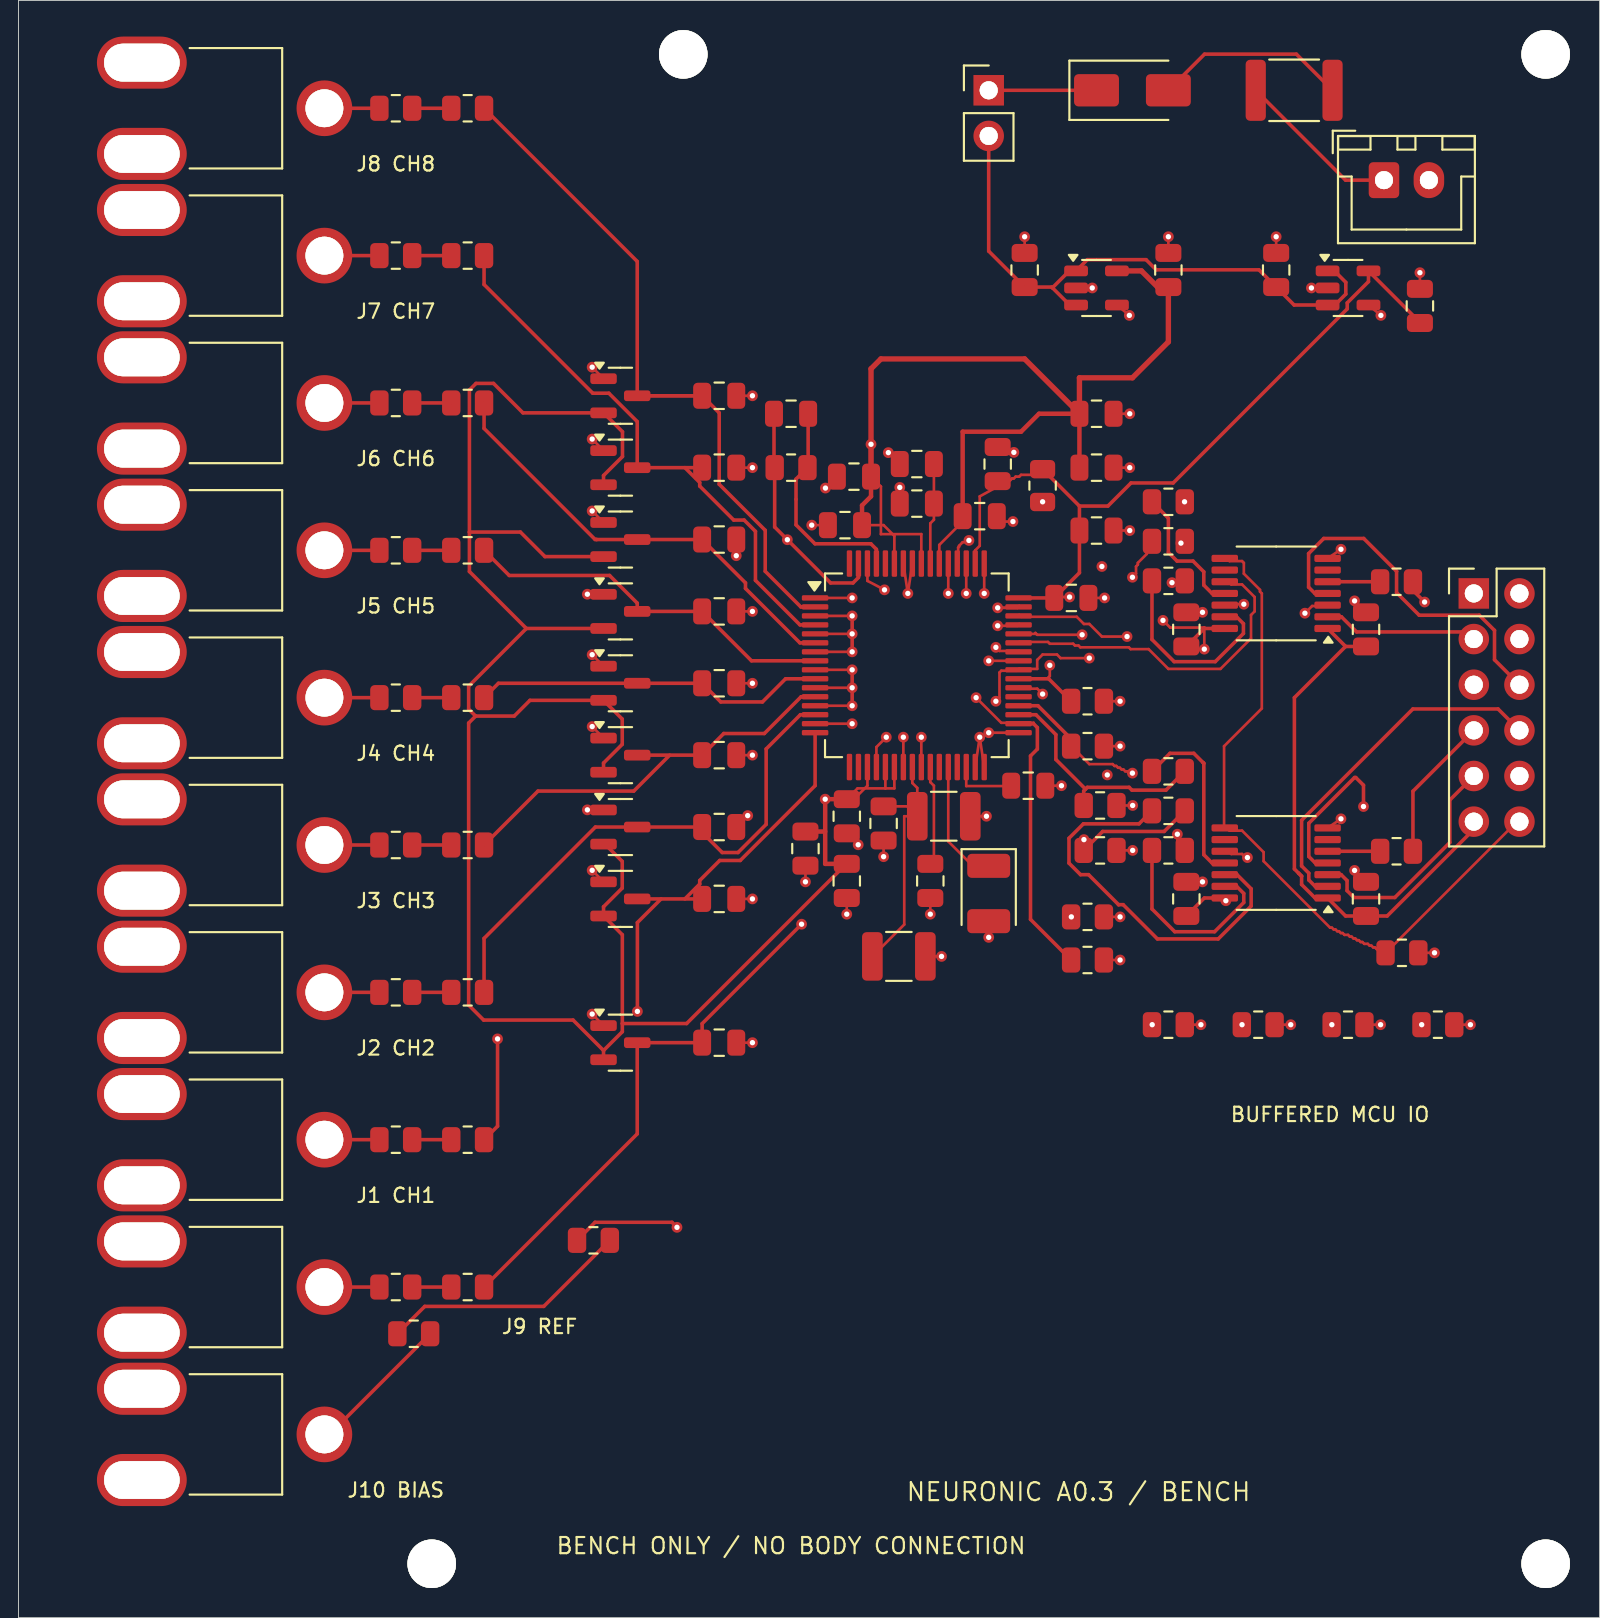 J8 CH8
J7 CH7
J6 CH6
J5 CH5
J4 CH4
J3 CH3
J2 CH2
BUFFERED MCU IO
J1 CH1
J9 REF
J10 BIAS
NEURONIC A0.3 / BENCH
BENCH ONLY / NO BODY CONNECTION